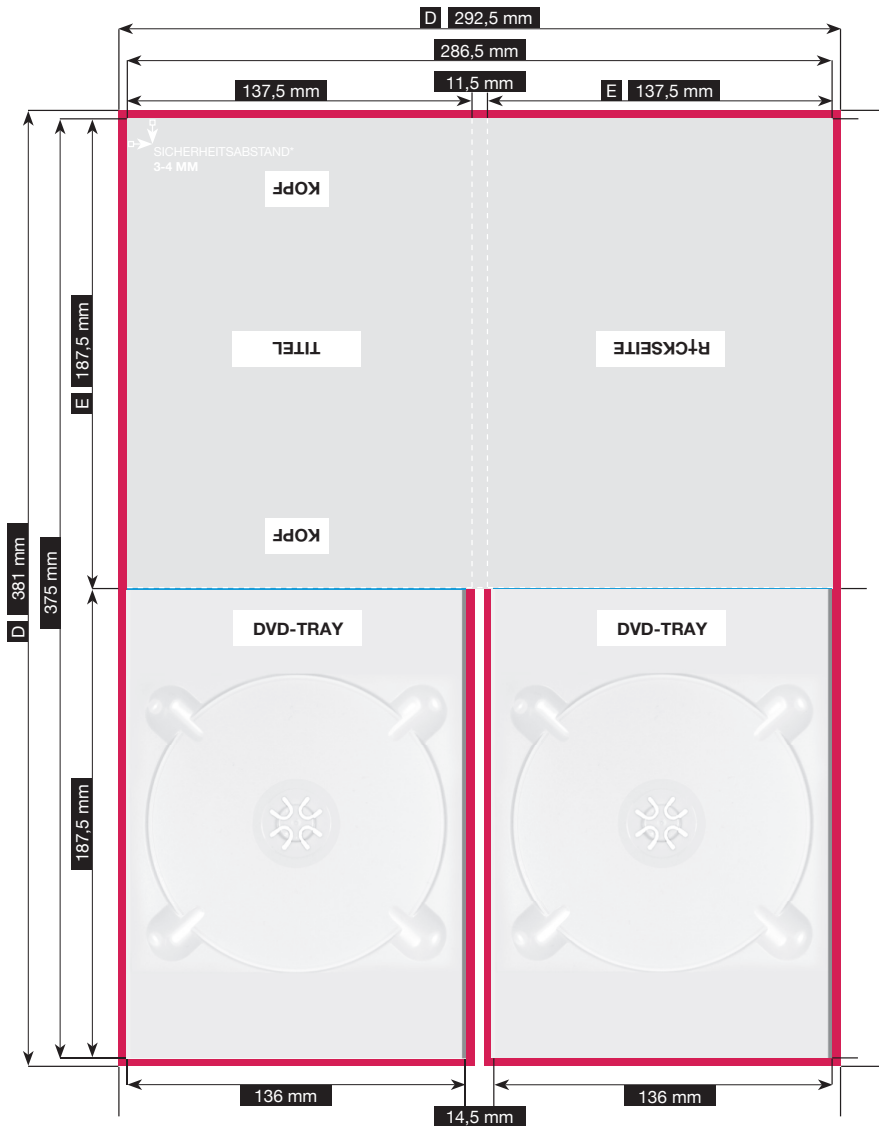 D 292,5 mm
286,5 mm
11,5 mm
137,5 mm
E 137,5 mm
SICHERHEITSABSTAND*
3-4 MM
KOPF
E 187,5 mm
TITEL
R†CKSEITE
KOPF
D 381 mm
375 mm
DVD-TRAY
DVD-TRAY
187,5 mm
136 mm
136 mm
14,5 mm